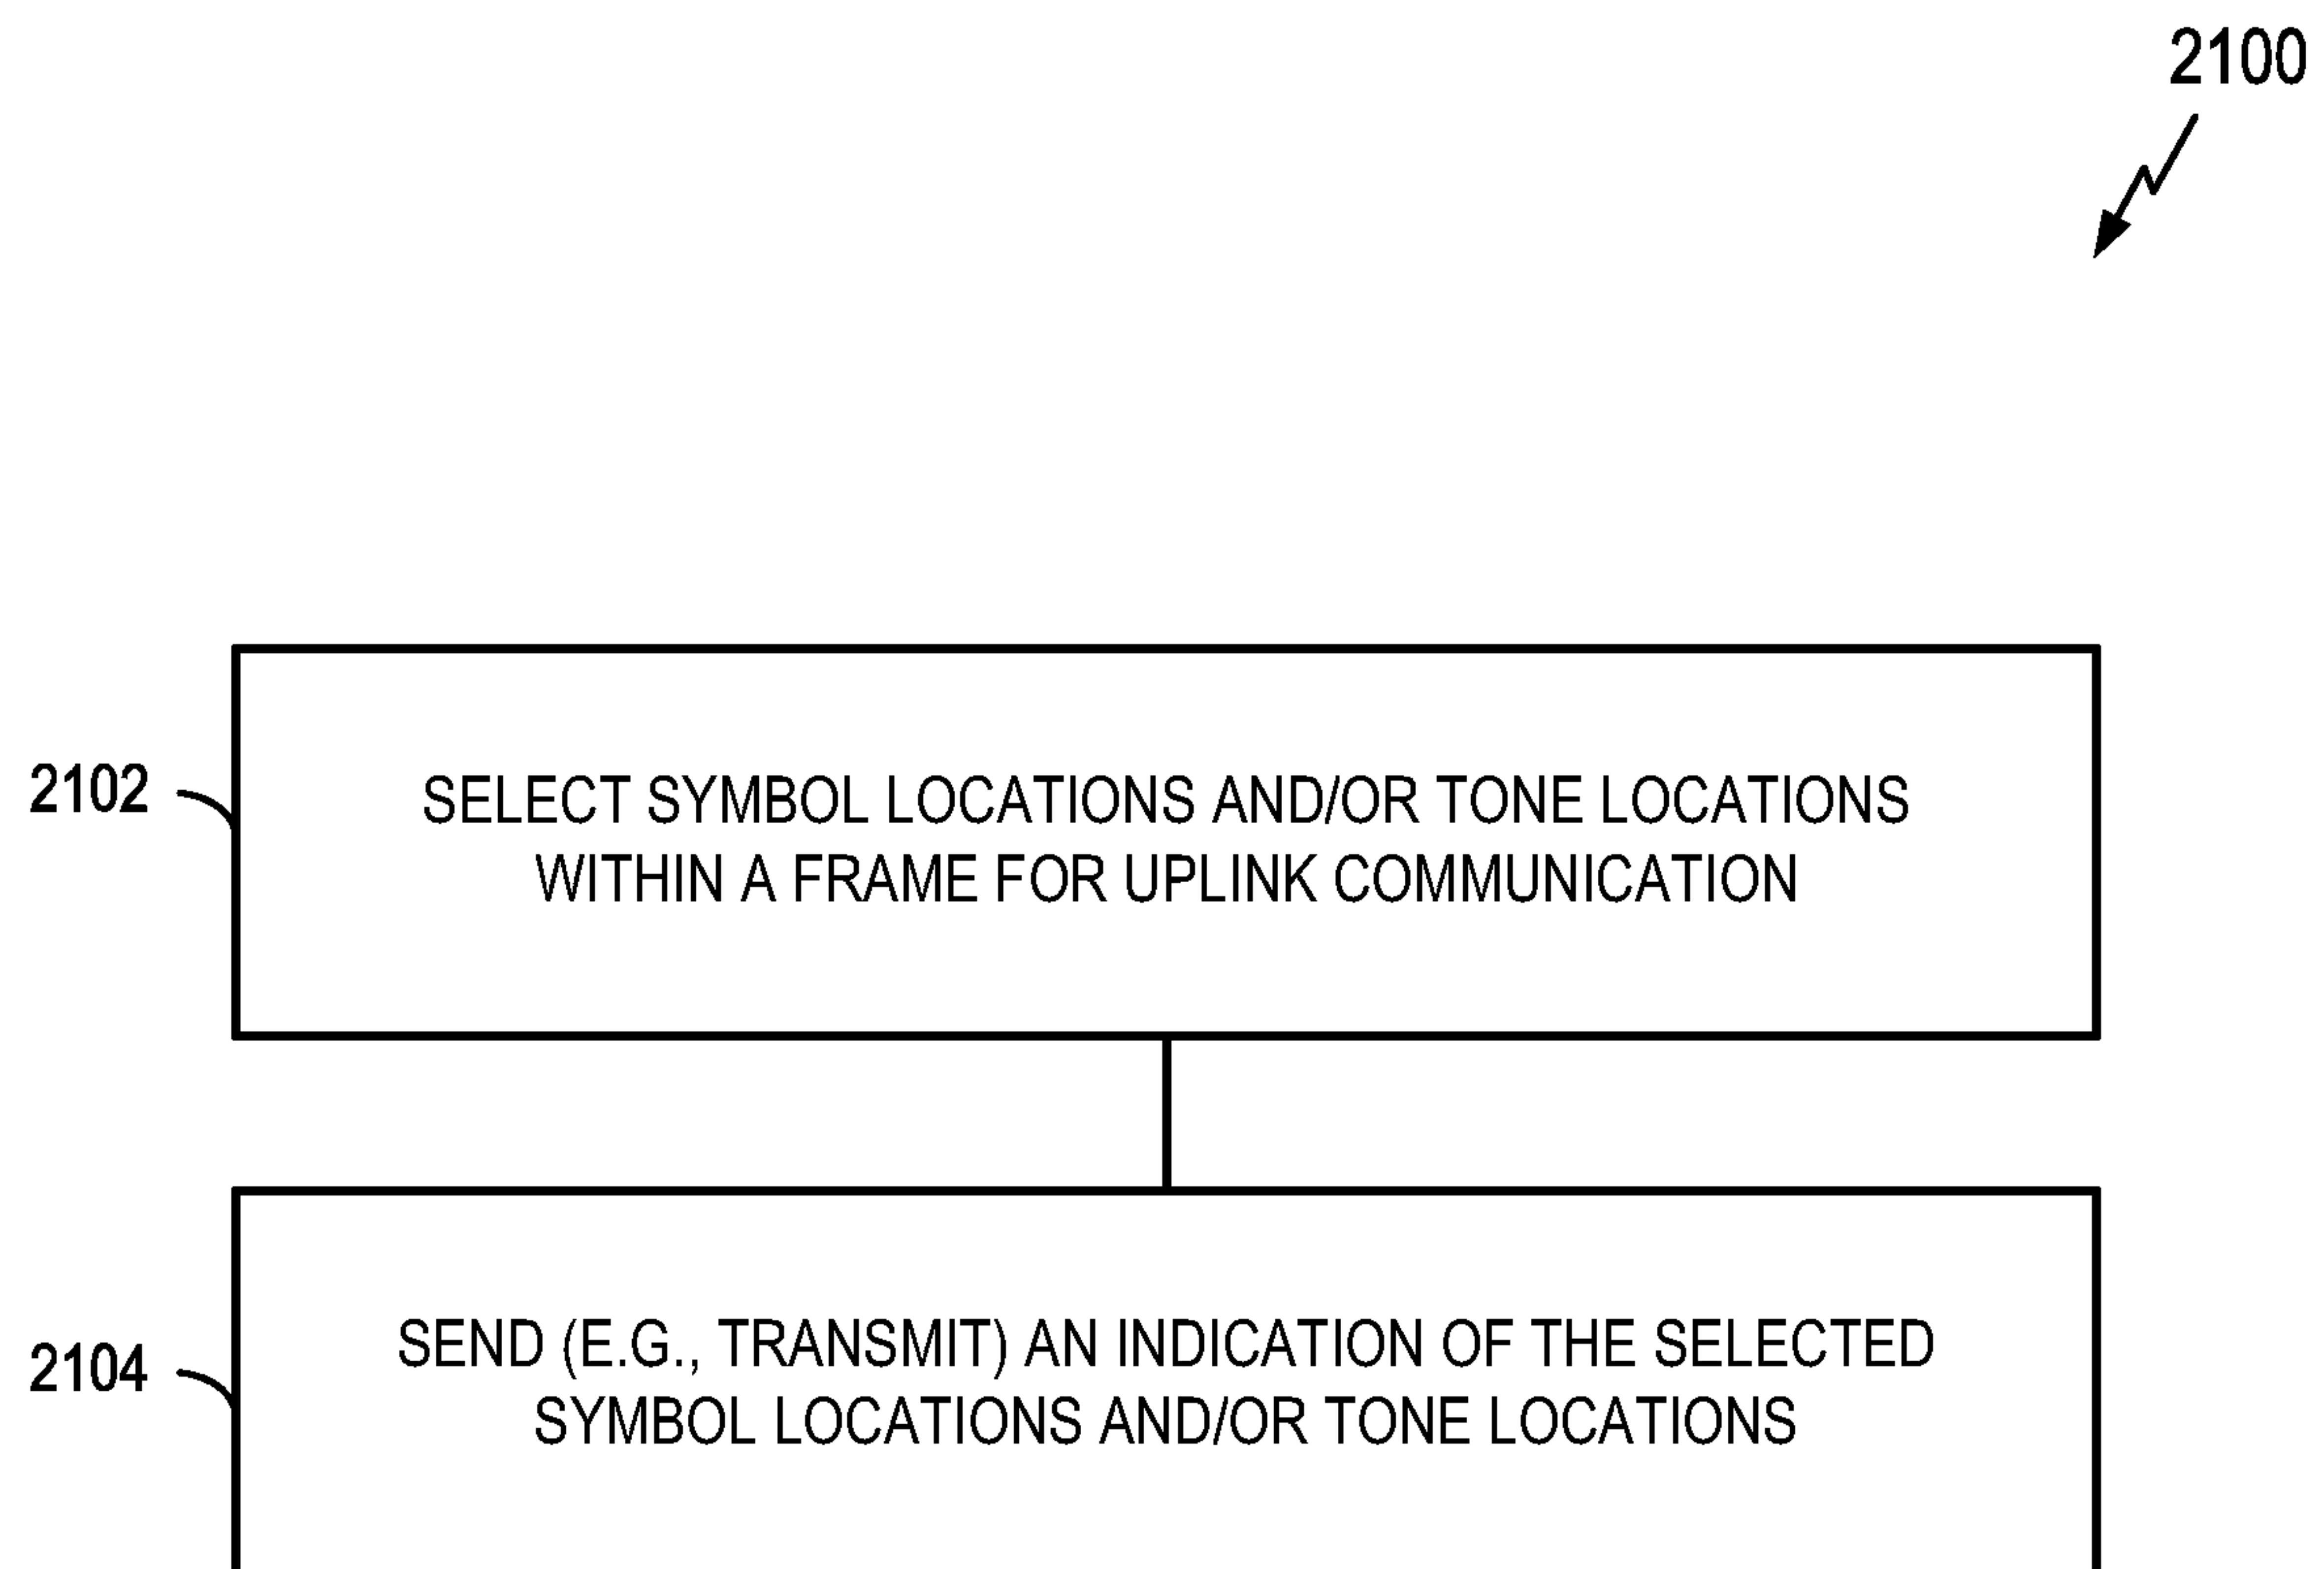 2100
2102
SELECT SYMBOL LOCATIONS AND/OR TONE LOCATIONS
WITHIN A FRAME FOR UPLINK COMMUNICATION
2104
SEND (E.G., TRANSMIT) AN INDICATION OF THE SELECTED
SYMBOL LOCATIONS AND/OR TONE LOCATIONS